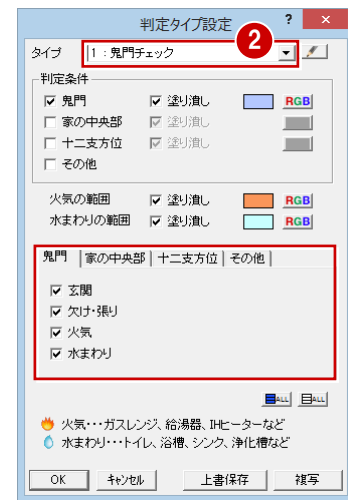 判定タイプ設定 ? ×
2
タイプ 1：鬼門チェック
判定条件
鬼門 塗り潰し RGB
家の中央部 塗り潰し
十二支方位 塗り潰し
その他
火気の範囲 塗り潰し RGB
水まわりの範囲 塗り潰し RGB
鬼門 家の中央部 十二支方位 その他
玄関
欠け・張り
火気
水まわり
ALL ALL
火気・・・ガスレンジ、給湯器、IHヒーターなど
水まわり・・・トイレ、浴槽、シンク、浄化槽など
OK キャンセル 上書保存 複写